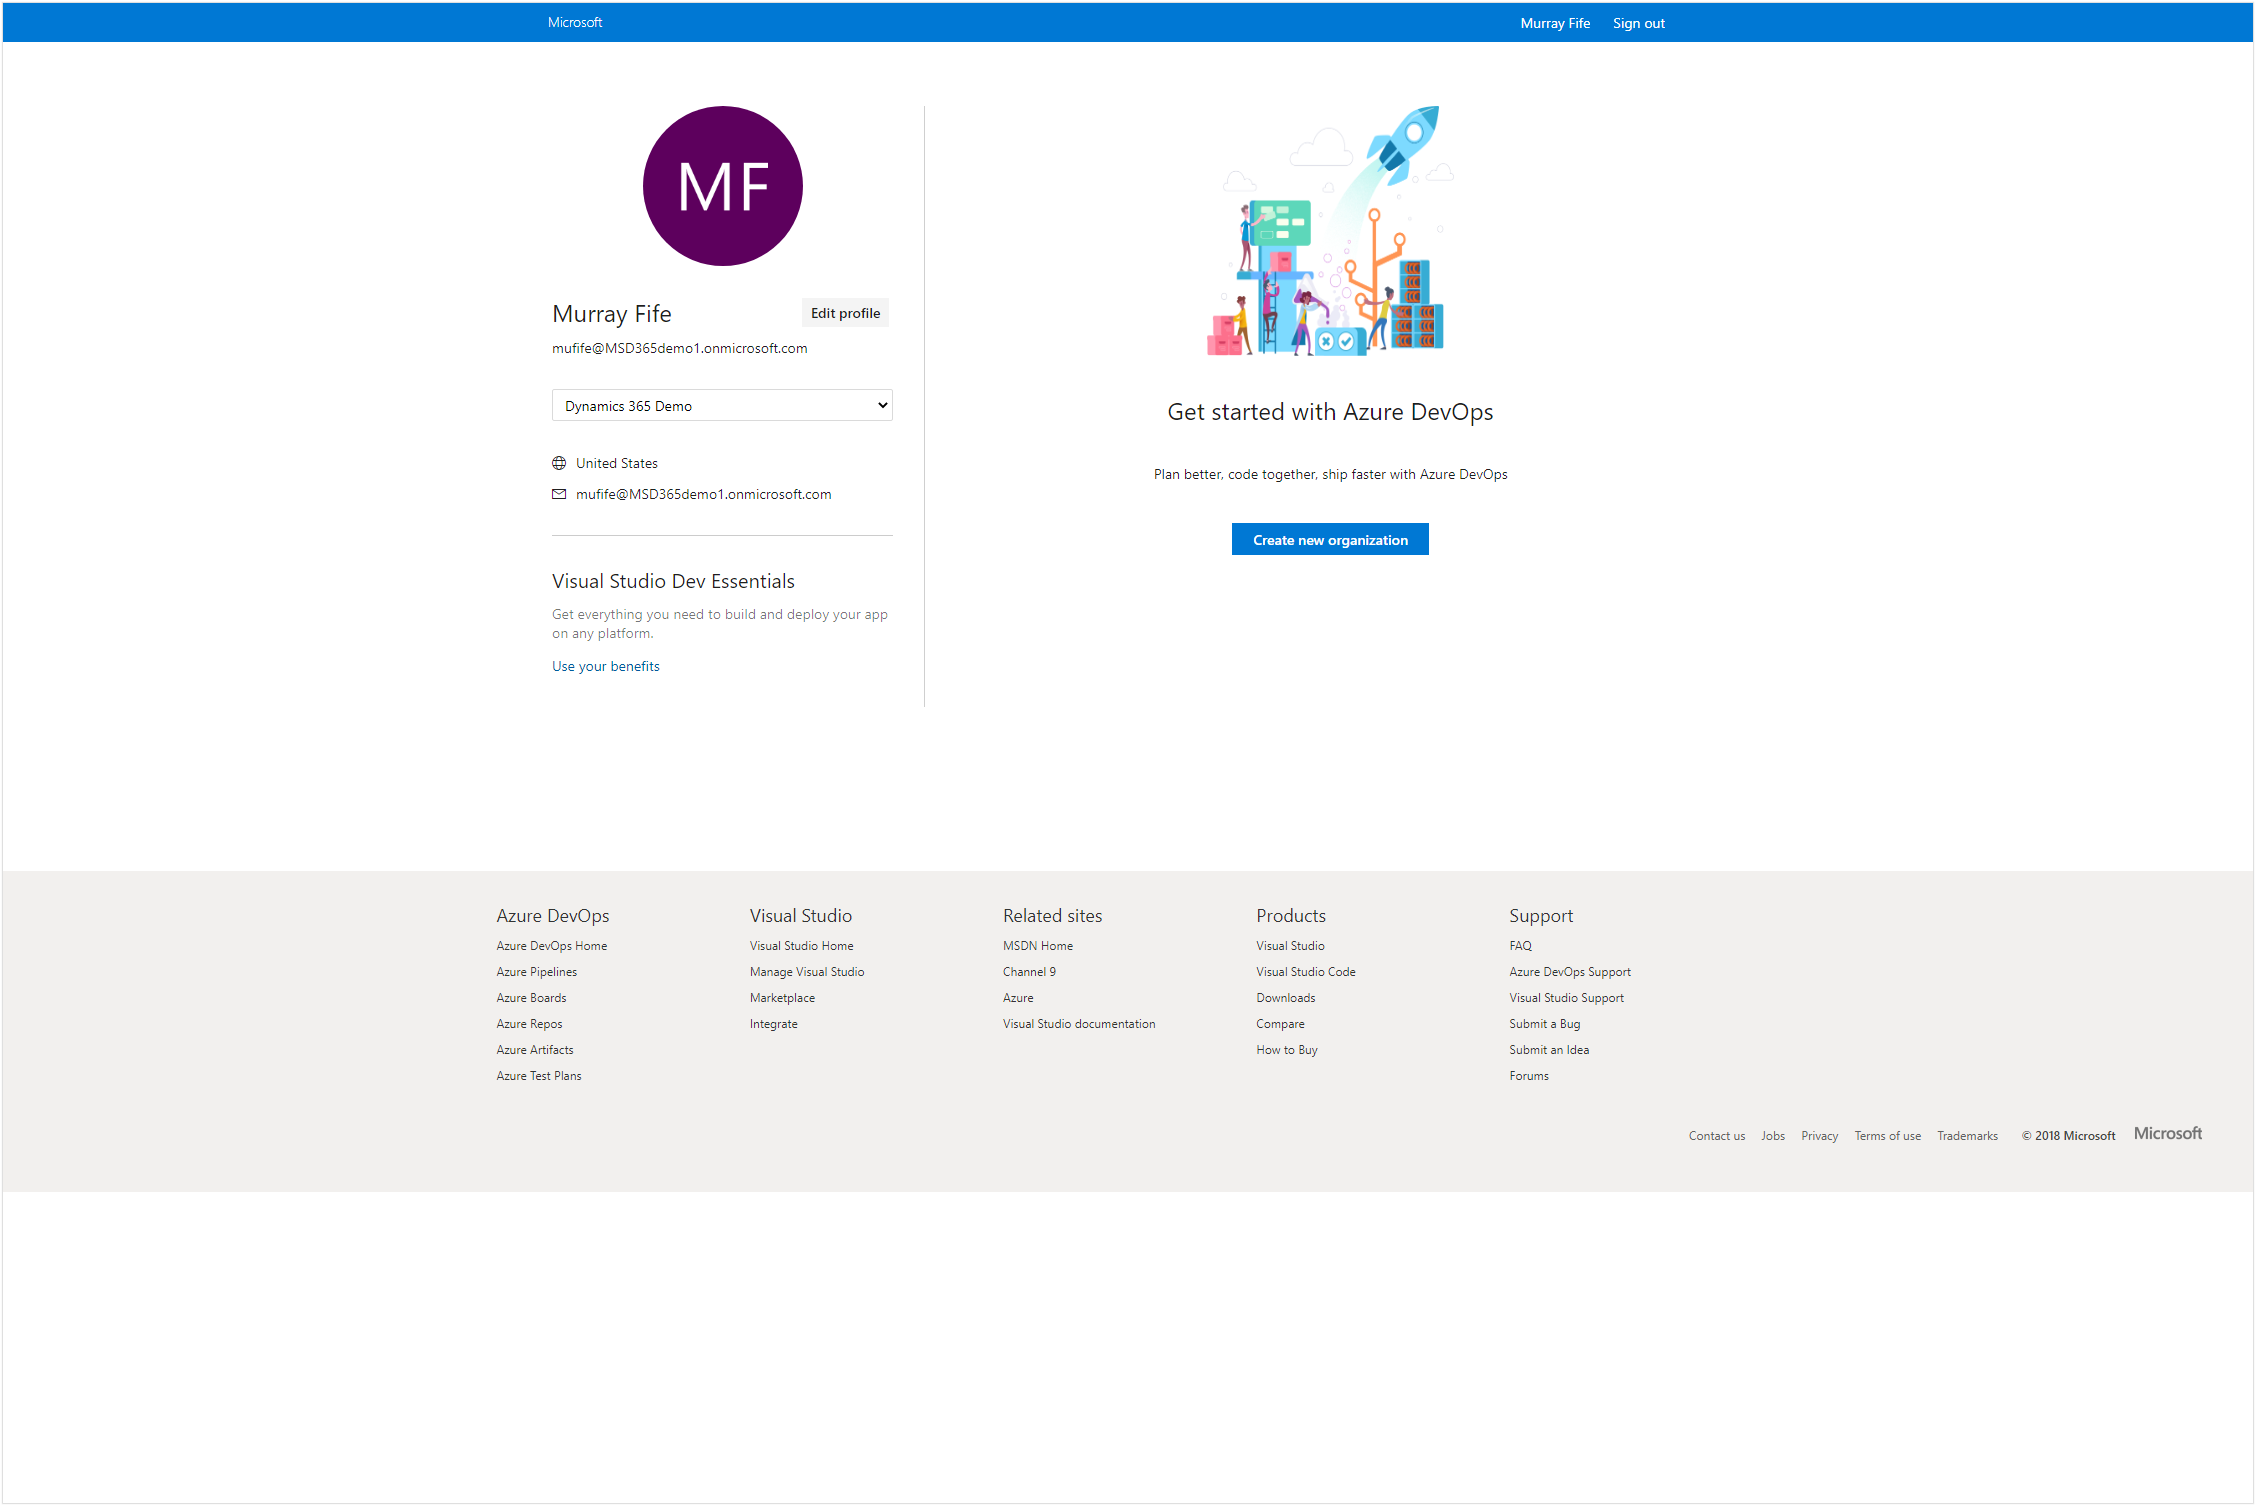 Microsoft
Murray Fife
Sign out
MF
Murray Fife
Edit profile
mufife@MSD365demo1.onmicrosoft.com
Dynamics 365 Demo
United States
mufife@MSD365demo1.onmicrosoft.com
Visual Studio Dev Essentials
Get everything you need to build and deploy your app
on any platform.
Use your benefits
Get started with Azure DevOps
Plan better, code together, ship faster with Azure DevOps
Create new organization
Azure DevOps
Azure DevOps Home
Azure Pipelines
Azure Boards
Azure Repos
Azure Artifacts
Azure Test Plans
Visual Studio
Visual Studio Home
Manage Visual Studio
Marketplace
Integrate
Related sites
MSDN Home
Channel 9
Azure
Visual Studio documentation
Products
Visual Studio
Visual Studio Code
Downloads
Compare
How to Buy
Support
FAQ
Azure DevOps Support
Visual Studio Support
Submit a Bug
Submit an Idea
Forums
Contact us
Jobs
Privacy
Terms of use
Trademarks
© 2018 Microsoft
Microsoft